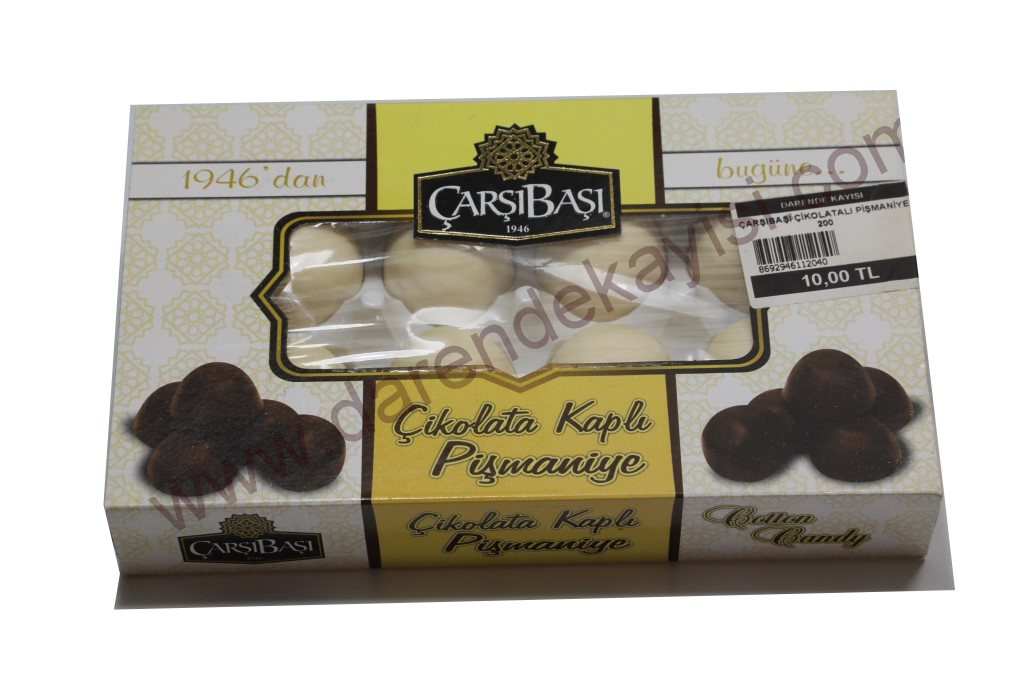 1946'dan
bugüne...
ÇARŞIBAŞI®
1946
DARENDE KAYISI
ÇARŞIBAŞI ÇİKOLATALI PİŞMANİYE
200
8692946112040
10,00 TL
www.darendekayisi.com
Çikolata Kaplı
Pişmaniye
ÇARŞIBAŞI
Çikolata Kaplı
Pişmaniye
Cotton
Candy